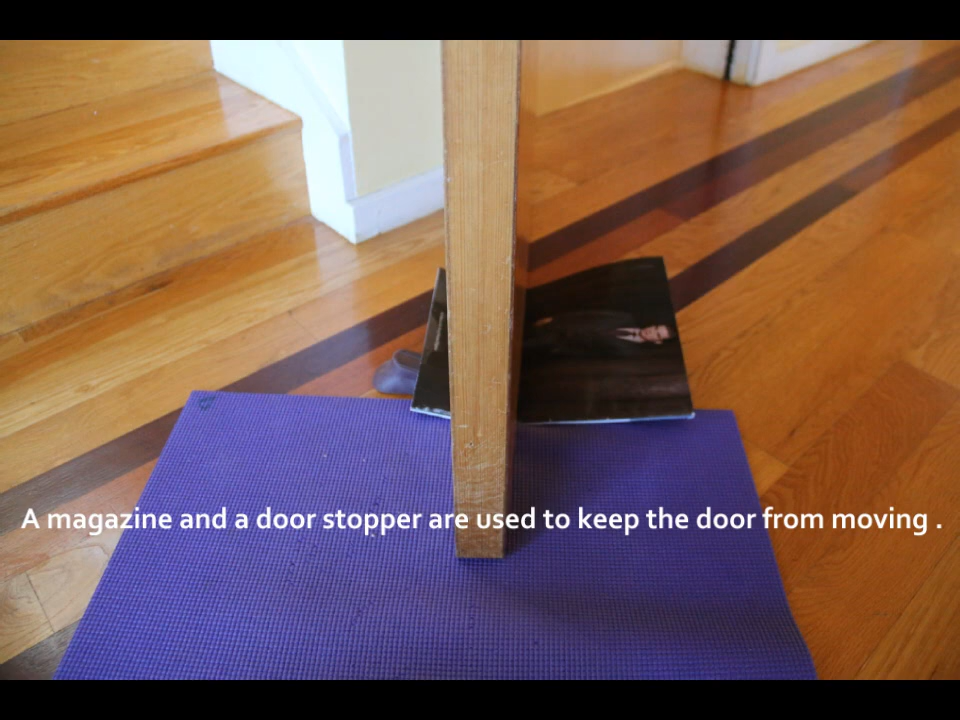 A magazine and a door stopper are used to keep the door from moving .